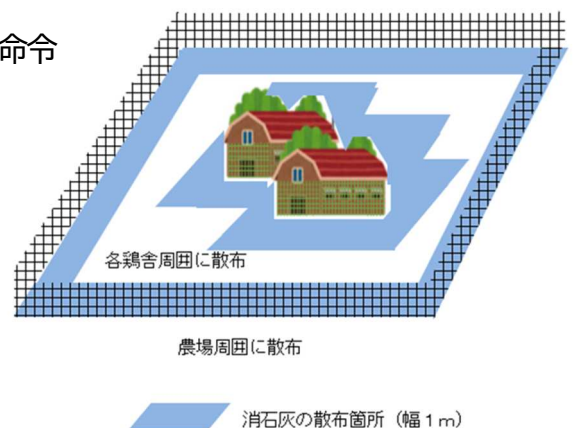 命令
各鶏舎周囲に散布
農場周囲に散布
消石灰の散布箇所（幅１ｍ）